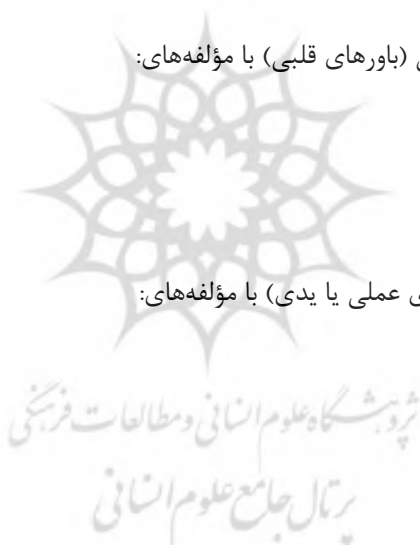 (باورهای قلبی) با مؤلفه‌های:
ی عملی یا یدی) با مؤلفه‌های:
پژوهشگاه علوم انسانی و مطالعات فرهنگی
پرتال جامع علوم انسانی